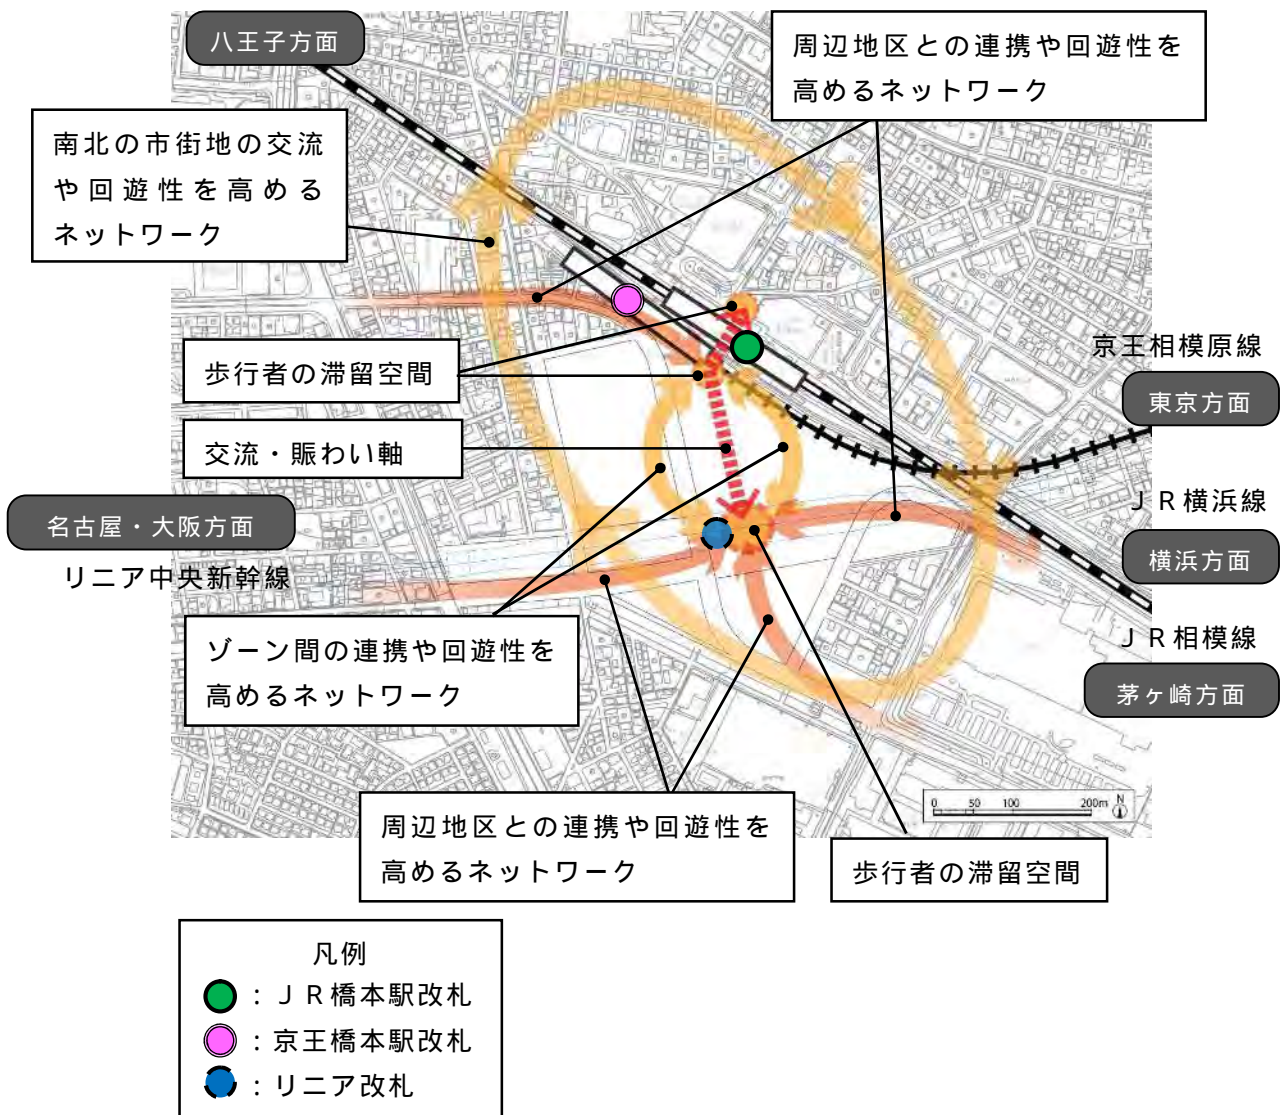 八王子方面
周辺地区との連携や回遊性を
高めるネットワーク
南北の市街地の交流
や回遊性を高める
ネットワーク
歩行者の滞留空間
京王相模原線
東京方面
交流・賑わい軸
名古屋・大阪方面
リニア中央新幹線
ＪＲ横浜線
横浜方面
ゾーン間の連携や回遊性を
高めるネットワーク
ＪＲ相模線
茅ヶ崎方面
0 50 100 200m N
周辺地区との連携や回遊性を
高めるネットワーク
歩行者の滞留空間
凡例
：ＪＲ橋本駅改札
：京王橋本駅改札
：リニア改札